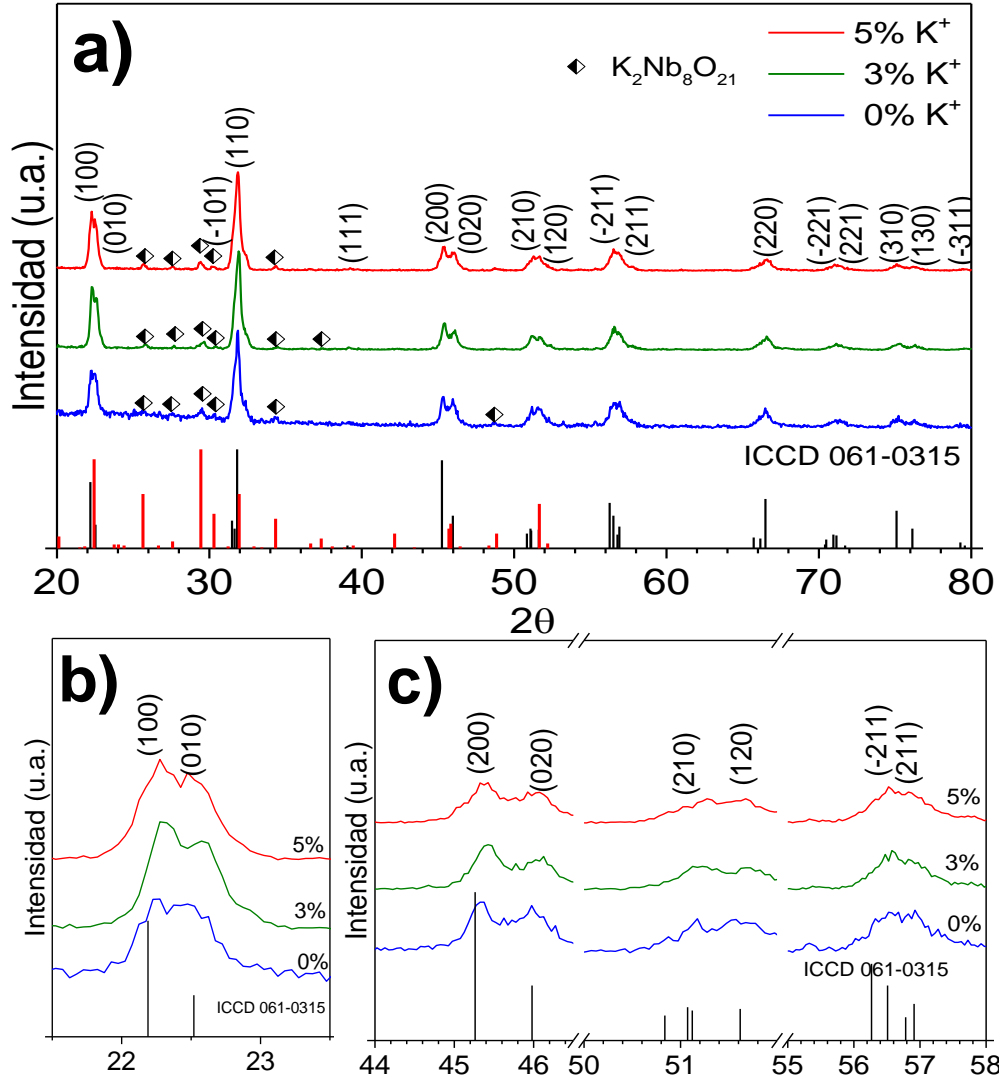 a)
5% K⁺
3% K⁺
0% K⁺
K₂Nb₈O₂₁
Intensidad (u.a.)
(100)
(010)
(-101)
(110)
(111)
(200)
(020)
(210)
(120)
(-211)
(211)
(220)
(-221)
(221)
(310)
(130)
(-311)
ICCD 061-0315
20 30 40 50 60 70 80
2θ
b)
Intensidad (u.a.)
(100)
(010)
5%
3%
0%
ICCD 061-0315
22 23
c)
Intensidad (u.a.)
(200)
(020)
(210)
(120)
(-211)
(211)
5%
3%
0%
ICCD 061-0315
44 45 46 50 51 55 56 57 58